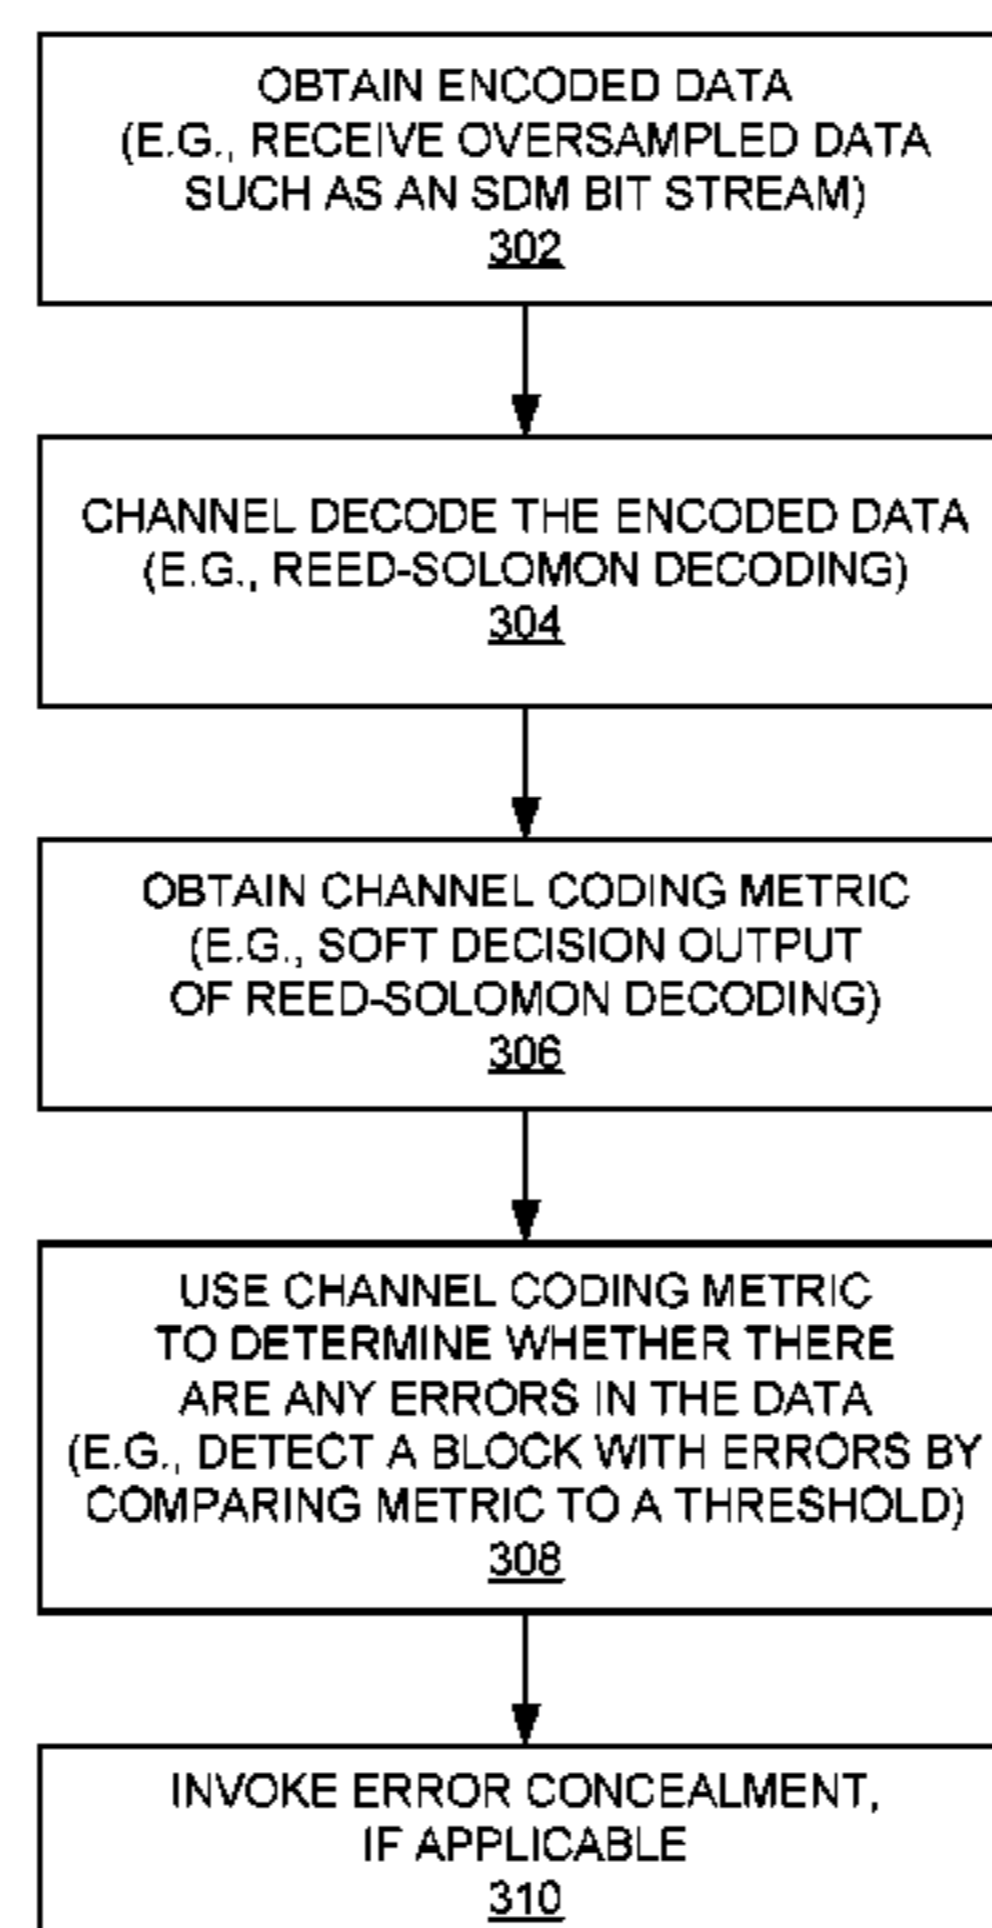 OBTAIN ENCODED DATA
(E.G., RECEIVE OVERSAMPLED DATA
SUCH AS AN SDM BIT STREAM)
302
CHANNEL DECODE THE ENCODED DATA
(E.G., REED-SOLOMON DECODING)
304
OBTAIN CHANNEL CODING METRIC
(E.G., SOFT DECISION OUTPUT
OF REED-SOLOMON DECODING)
306
USE CHANNEL CODING METRIC
TO DETERMINE WHETHER THERE
ARE ANY ERRORS IN THE DATA
(E.G., DETECT A BLOCK WITH ERRORS BY
COMPARING METRIC TO A THRESHOLD)
308
INVOKE ERROR CONCEALMENT,
IF APPLICABLE
310